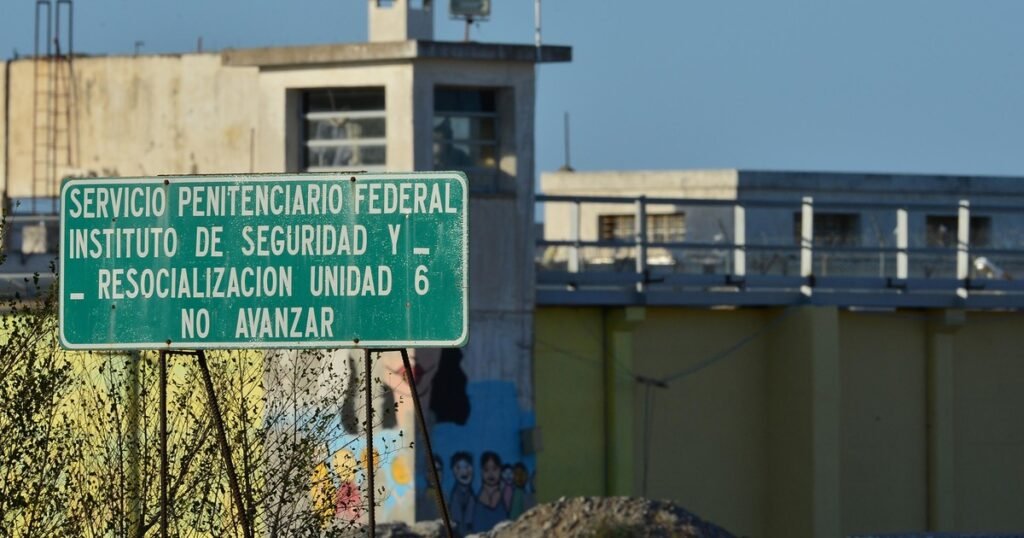 SERVICIO PENITENCIARIO FEDERAL
INSTITUTO DE SEGURIDAD Y _
_ RESOCIALIZACION UNIDAD 6
NO AVANZAR